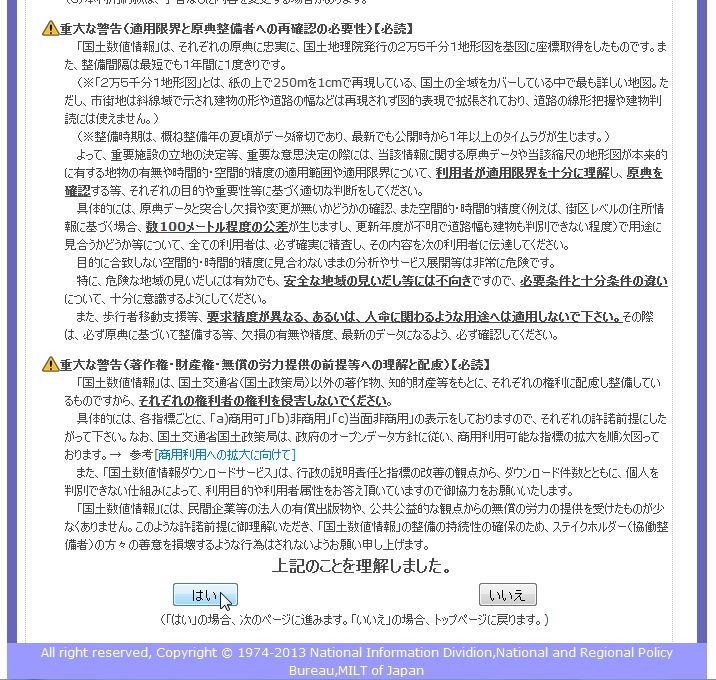 重大な警告(適用限界と原典整備者への再確認の必要性)【必読】
「国土数値情報」は、それぞれの原典に忠実に、国土地理院発行の2万5千分1地形図を基図に座標取得をしたものです。ま
た、整備間隔は最短でも1年間に1度きりです。
(※「2万5千分1地形図」とは、紙の上で250mを1cmで再現している、国土の全域をカバーしている中で最も詳しい地図。た
だし、市街地は斜線域で示され建物の形や道路の幅などは再現されず図的表現で拡張されており、道路の線形把握や建物判
読には使えません。)
(※整備時期は、概ね整備年の夏頃がデータ締切であり、最新でも公開時から1年以上のタイムラグが生じます。)
よって、重要施設の立地の決定等、重要な意思決定の際には、当該情報に関する原典データや当該縮尺の地形図が本来的
に有する地物の有無や時間的・空間的精度の適用範囲や適用限界について、利用者が適用限界を十分に理解し、原典を
確認する等、それぞれの目的や重要性等に基づく適切な判断をしてください。
具体的には、原典データと突合し欠損や変更が無いかどうかの確認、また空間的・時間的精度(例えば、街区レベルの住所情
報に基づく場合、数100メートル程度の公差が生じますし、更新年度が不明で道路幅も建物も判別できない程度)で用途に
見合うかどうか等について、全ての利用者は、必ず確実に精査し、その内容を次の利用者に伝達してください。
目的に合致しない空間的・時間的精度に見合わないままの分析やサービス展開等は非常に危険です。
特に、危険な地域の見いだしには有効でも、安全な地域の見いだし等には不向きですので、必要条件と十分条件の違い
について、十分に意識するようにしてください。
また、歩行者移動支援等、要求精度が異なる、あるいは、人命に関わるような用途へは適用しないで下さい。その際
は、必ず原典に基づいて整備する等、欠損の有無や精度、最新のデータになるよう、必ず確認してください。
重大な警告(著作権・財産権・無償の労力提供の前提等への理解と配慮)【必読】
「国土数値情報」は、国土交通省(国土政策局)以外の著作物、知的財産等をもとに、それぞれの権利に配慮し整備してい
るものですから、それぞれの権利者の権利を侵害しないでください。
具体的には、各指標ごとに、「a)商用可」「b)非商用」「c)当面非商用」の表示をしておりますので、それぞれの許諾前提にした
がって下さい。なお、国土交通省国土政策局は、政府のオープンデータ方針に従い、商用利用可能な指標の拡大を順次図って
おります。→ 参考[商用利用への拡大に向けて]
また、「国土数値情報ダウンロードサービス」は、行政の説明責任と指標の改善の観点から、ダウンロード件数とともに、個人を
判別できない仕組みによって、利用目的や利用者属性をお答え頂いていますので御協力をお願いいたします。
「国土数値情報」には、民間企業等の法人の有償出版物や、公共公益的な観点からの無償の労力の提供を受けたものが少
なくありません。このような許諾前提に御理解いただき、「国土数値情報」の整備の持続性の確保のため、ステイクホルダー(協働整
備者)の方々の善意を損壊するような行為はされないようお願い申し上げます。
上記のことを理解しました。
はい
いいえ
(「はい」の場合、次のページに進みます。「いいえ」の場合、トップページに戻ります。)
All right reserved, Copyright © 1974-2013 National Information Dividion,National and Regional Policy
Bureau,MILT of Japan